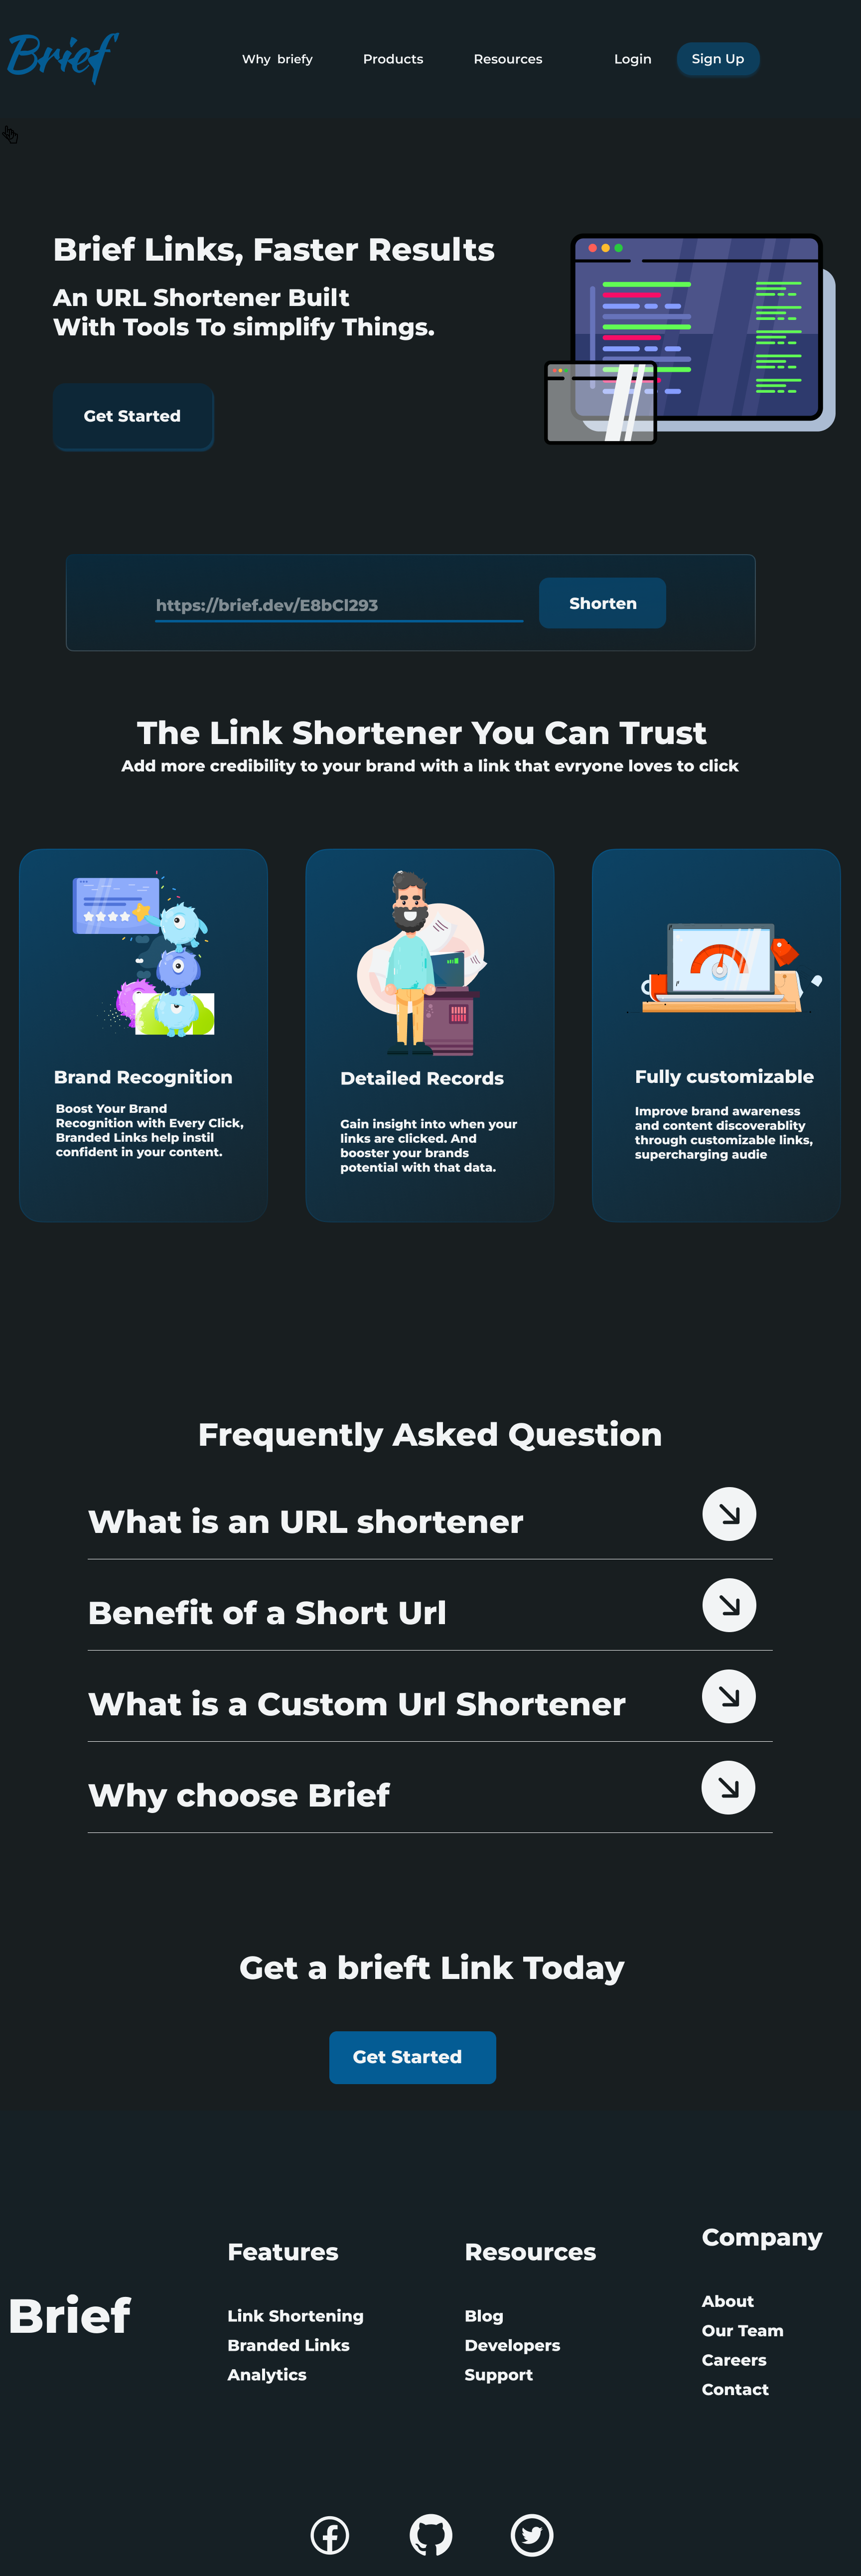 Brief
Why briefy
Products
Resources
Login
Sign Up
Brief Links, Faster Results
An URL Shortener Built
With Tools To simplify Things.
Get Started
https://brief.dev/E8bCl293
Shorten
The Link Shortener You Can Trust
Add more credibility to your brand with a link that evryone loves to click
Brand Recognition
Boost Your Brand
Recognition with Every Click,
Branded Links help instil
confident in your content.
Detailed Records
Gain insight into when your
links are clicked. And
booster your brands
potential with that data.
Fully customizable
Improve brand awareness
and content discoverablity
through customizable links,
supercharging audie
Frequently Asked Question
What is an URL shortener
Benefit of a Short Url
What is a Custom Url Shortener
Why choose Brief
Get a brieft Link Today
Get Started
Brief
Features
Link Shortening
Branded Links
Analytics
Resources
Blog
Developers
Support
Company
About
Our Team
Careers
Contact